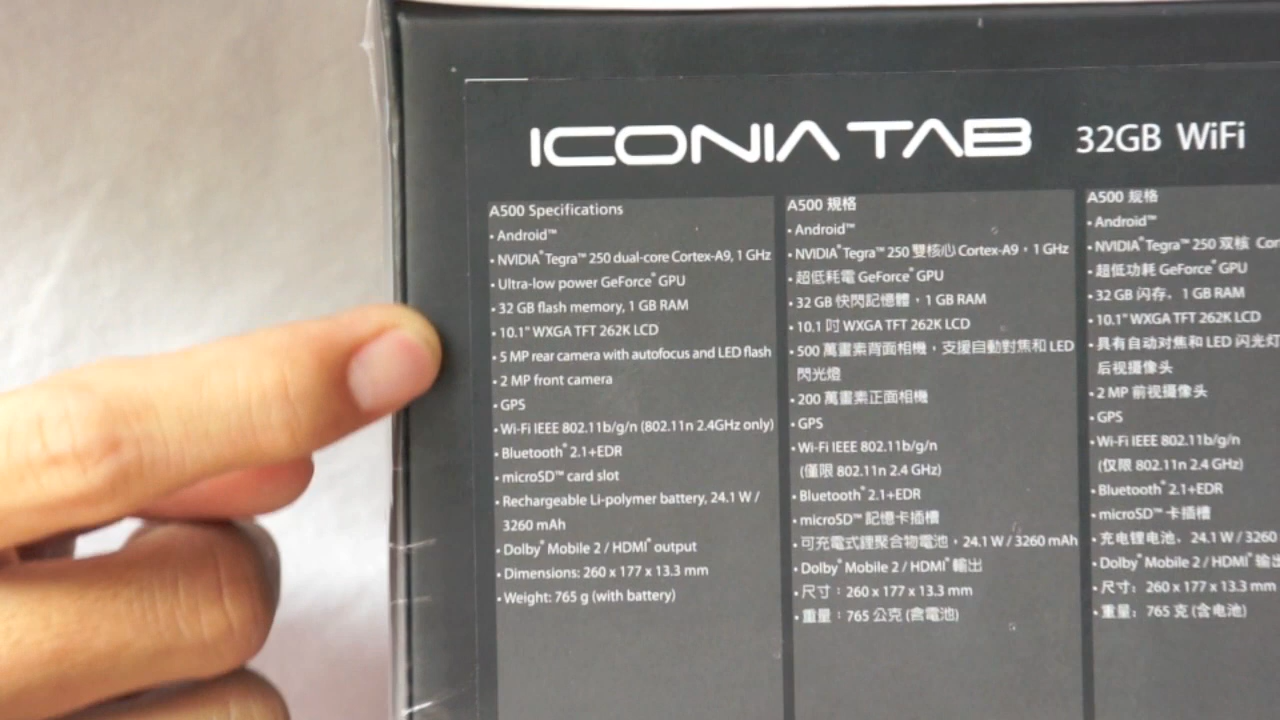 ICONIA TAB 32GB WiFi
A500 Specifications
• Android™
• NVIDIA® Tegra™ 250 dual-core Cortex-A9, 1 GHz
• Ultra-low power GeForce® GPU
• 32 GB flash memory, 1 GB RAM
• 10.1" WXGA TFT 262K LCD
• 5 MP rear camera with autofocus and LED flash
• 2 MP front camera
• GPS
• Wi-Fi IEEE 802.11b/g/n (802.11n 2.4GHz only)
• Bluetooth® 2.1+EDR
• microSD™ card slot
• Rechargeable Li-polymer battery, 24.1 W /
3260 mAh
• Dolby® Mobile 2 / HDMI® output
• Dimensions: 260 x 177 x 13.3 mm
• Weight: 765 g (with battery)
A500 規格
• Android™
• NVIDIA® Tegra™ 250 雙核心 Cortex-A9，1 GHz
• 超低耗電 GeForce® GPU
• 32 GB 快閃記憶體，1 GB RAM
• 10.1 吋 WXGA TFT 262K LCD
• 500 萬畫素背面相機，支援自動對焦和 LED
閃光燈
• 200 萬畫素正面相機
• GPS
• Wi-Fi IEEE 802.11b/g/n
(僅限 802.11n 2.4 GHz)
• Bluetooth® 2.1+EDR
• microSD™ 記憶卡插槽
• 可充電式鋰聚合物電池，24.1 W / 3260 mAh
• Dolby® Mobile 2 / HDMI® 輸出
• 尺寸：260 x 177 x 13.3 mm
• 重量：765 公克 (含電池)
A500 规格
• Android™
• NVIDIA® Tegra™ 250 双核 Cor
• 超低功耗 GeForce® GPU
• 32 GB 闪存，1 GB RAM
• 10.1" WXGA TFT 262K LCD
• 具有自动对焦和 LED 闪光灯
后视摄像头
• 2 MP 前视摄像头
• GPS
• Wi-Fi IEEE 802.11b/g/n
(仅限 802.11n 2.4 GHz)
• Bluetooth® 2.1+EDR
• microSD™ 卡插槽
• 充电锂电池，24.1 W / 3260
• Dolby® Mobile 2 / HDMI® 输出
• 尺寸：260 x 177 x 13.3 mm
• 重量：765 克 (含电池)